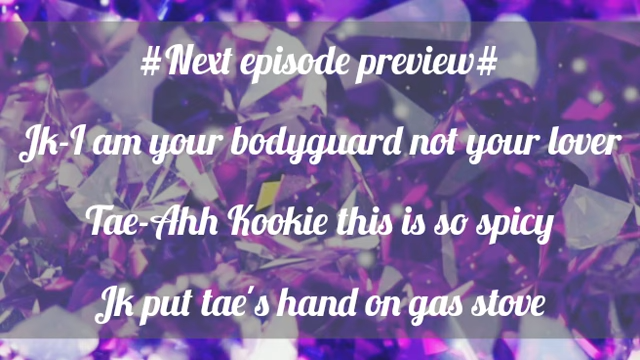 #Next episode preview#
Jk-I am your bodyguard not your lover
Tae-Ahh Kookie this is so spicy
Jk put tae's hand on gas stove